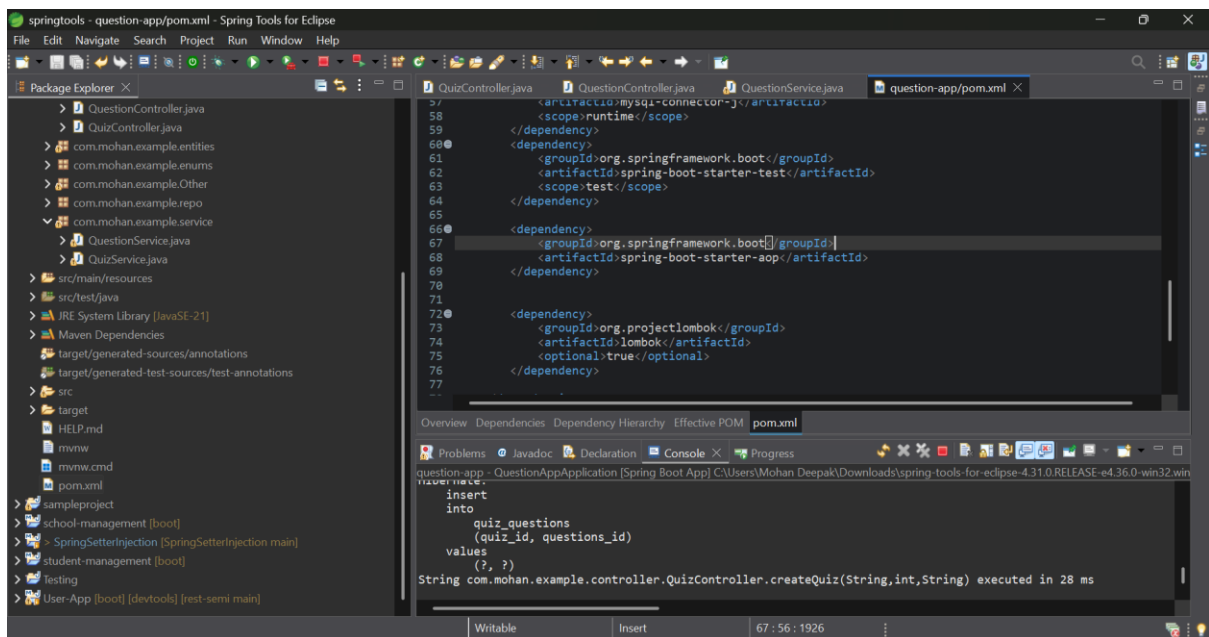 springtools - question-app/pom.xml - Spring Tools for Eclipse
File Edit Navigate Search Project Run Window Help
Package Explorer
QuestionController.java
QuizController.java
com.mohan.example.entities
com.mohan.example.enums
com.mohan.example.Other
com.mohan.example.repo
com.mohan.example.service
QuestionService.java
QuizService.java
src/main/resources
src/test/java
JRE System Library [JavaSE-21]
Maven Dependencies
target/generated-sources/annotations
target/generated-test-sources/test-annotations
src
target
HELP.md
mvnw
mvnw.cmd
pom.xml
sampleproject
school-management [boot]
> SpringSetterInjection [SpringSetterInjection main]
student-management [boot]
Testing
User-App [boot] [devtools] [rest-semi main]
QuizController.java QuestionController.java QuestionService.java question-app/pom.xml
57 <artifactId>mysql-connector-j</artifactId>
58 <scope>runtime</scope>
59 </dependency>
60 <dependency>
61 <groupId>org.springframework.boot</groupId>
62 <artifactId>spring-boot-starter-test</artifactId>
63 <scope>test</scope>
64 </dependency>
65
66 <dependency>
67 <groupId>org.springframework.boot</groupId>
68 <artifactId>spring-boot-starter-aop</artifactId>
69 </dependency>
70
71
72 <dependency>
73 <groupId>org.projectlombok</groupId>
74 <artifactId>lombok</artifactId>
75 <optional>true</optional>
76 </dependency>
77
Overview Dependencies Dependency Hierarchy Effective POM pom.xml
Problems Javadoc Declaration Console Progress
question-app - QuestionAppApplication [Spring Boot App] C:\Users\Mohan Deepak\Downloads\spring-tools-for-eclipse-4.31.0.RELEASE-e4.36.0-win32.win
Hibernate:
insert
into
quiz_questions
(quiz_id, questions_id)
values
(?, ?)
String com.mohan.example.controller.QuizController.createQuiz(String,int,String) executed in 28 ms
Writable Insert 67 : 56 : 1926